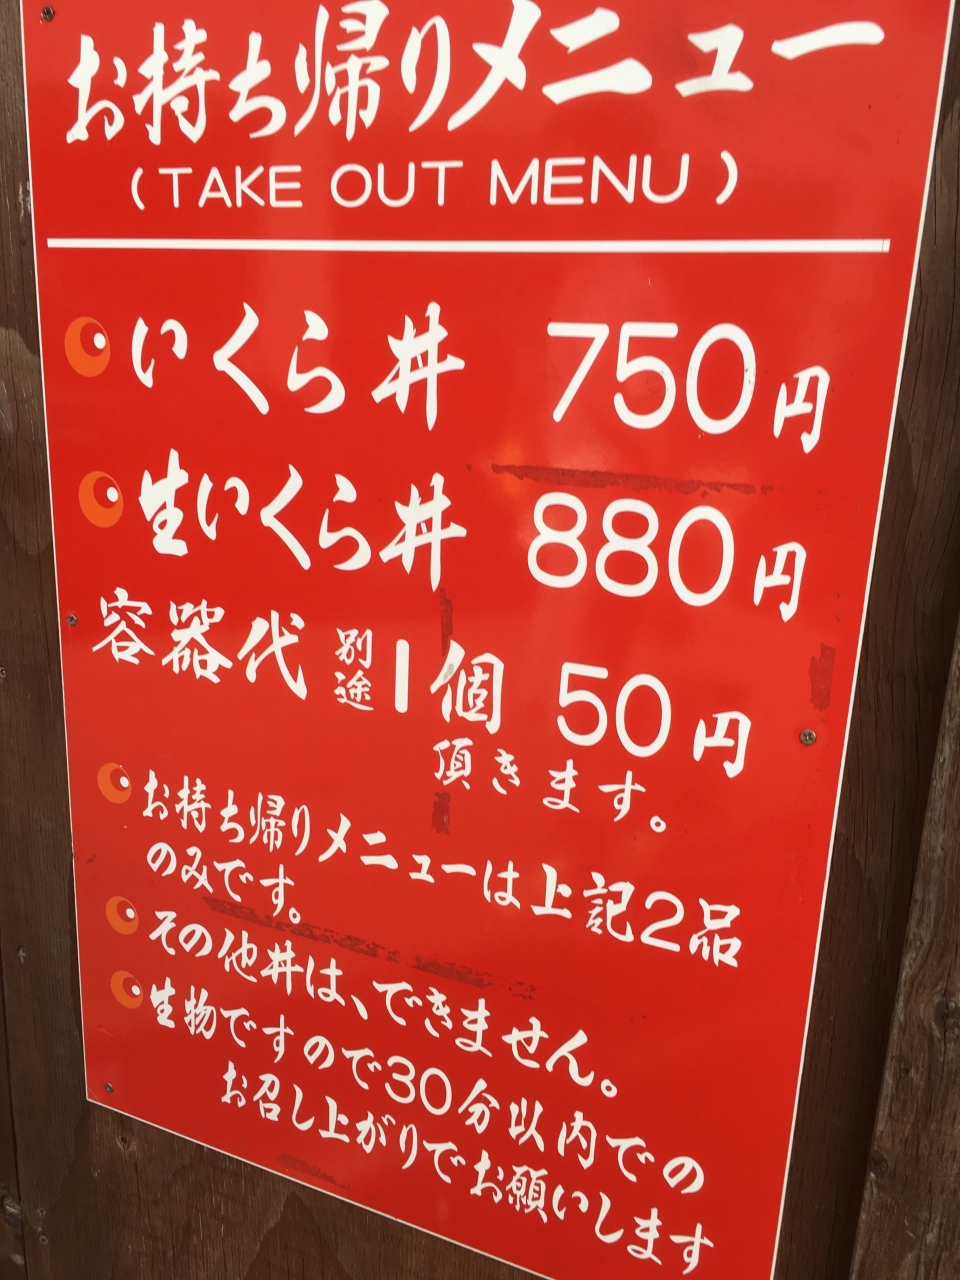 お持ち帰りメニュー
(TAKE OUT MENU)
いくら丼 750円
生いくら丼 880円
容器代 別途 1個 50円
頂きます。
お持ち帰りメニューは上記2品
のみです。
その他丼は、できません。
生物ですので30分以内での
お召し上がりでお願いします